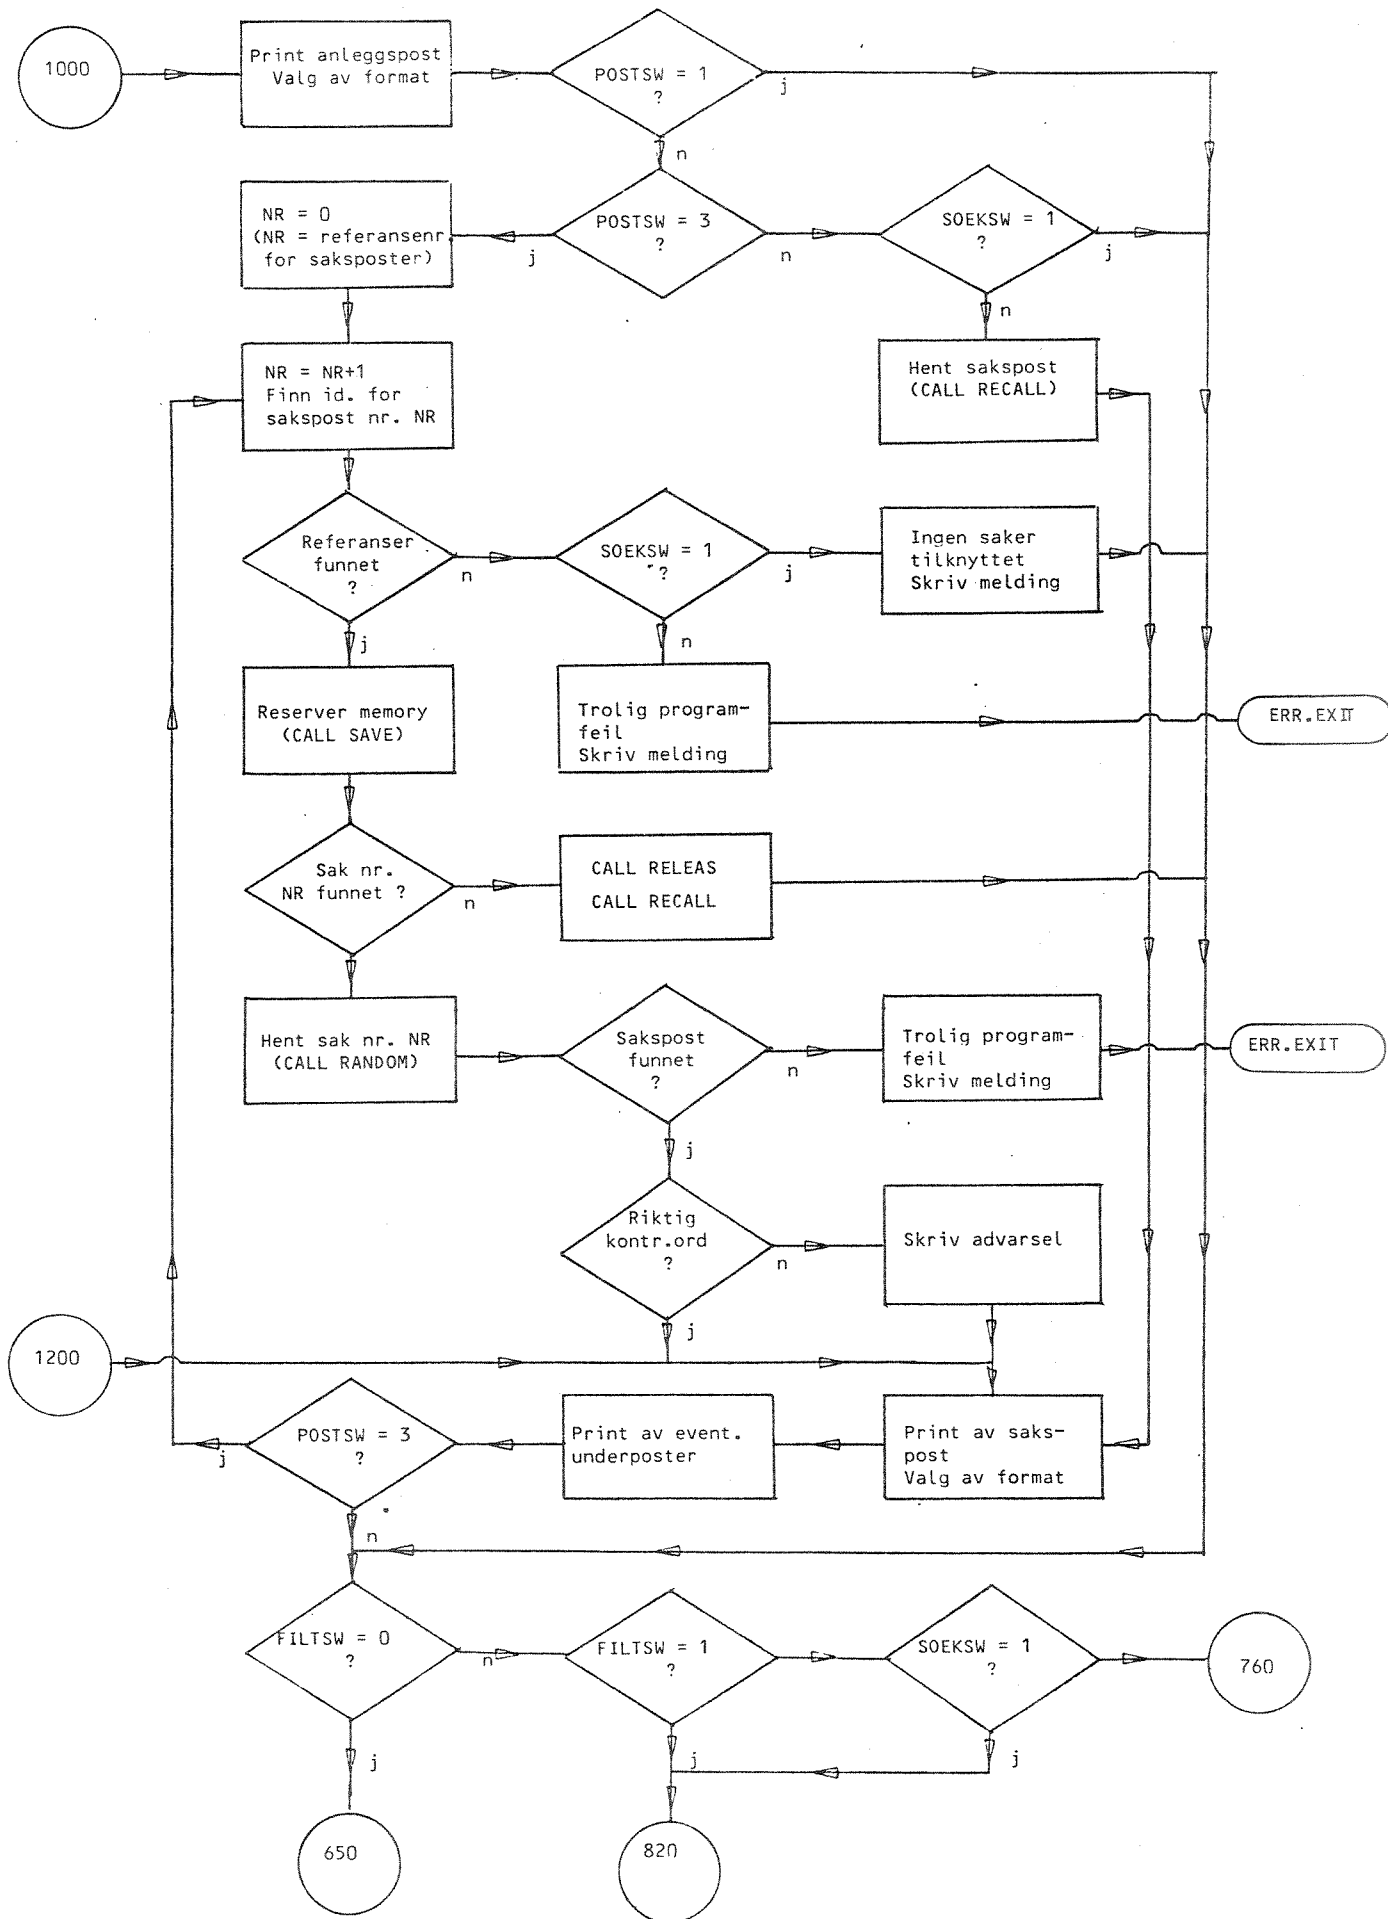 1000
Print anleggspost
Valg av format
POSTSW = 1
?
j
n
NR = 0
(NR = referansenr.
for saksposter)
POSTSW = 3
?
j
n
SOEKSW = 1
?
j
n
NR = NR+1
Finn id. for
sakspost nr. NR
Hent sakspost
(CALL RECALL)
Referanser
funnet
?
n
j
SOEKSW = 1
?
j
n
Ingen saker
tilknyttet
Skriv melding
Reserver memory
(CALL SAVE)
Trolig program-
feil
Skriv melding
ERR.EXIT
Sak nr.
NR funnet ?
n
CALL RELEAS
CALL RECALL
Hent sak nr. NR
(CALL RANDOM)
Sakspost
funnet
?
n
j
Trolig program-
feil
Skriv melding
ERR.EXIT
Riktig
kontr.ord
?
n
j
Skriv advarsel
1200
POSTSW = 3
?
j
n
Print av event.
underposter
Print av saks-
post
Valg av format
FILTSW = 0
?
n
j
FILTSW = 1
?
j
SOEKSW = 1
?
j
760
650
820